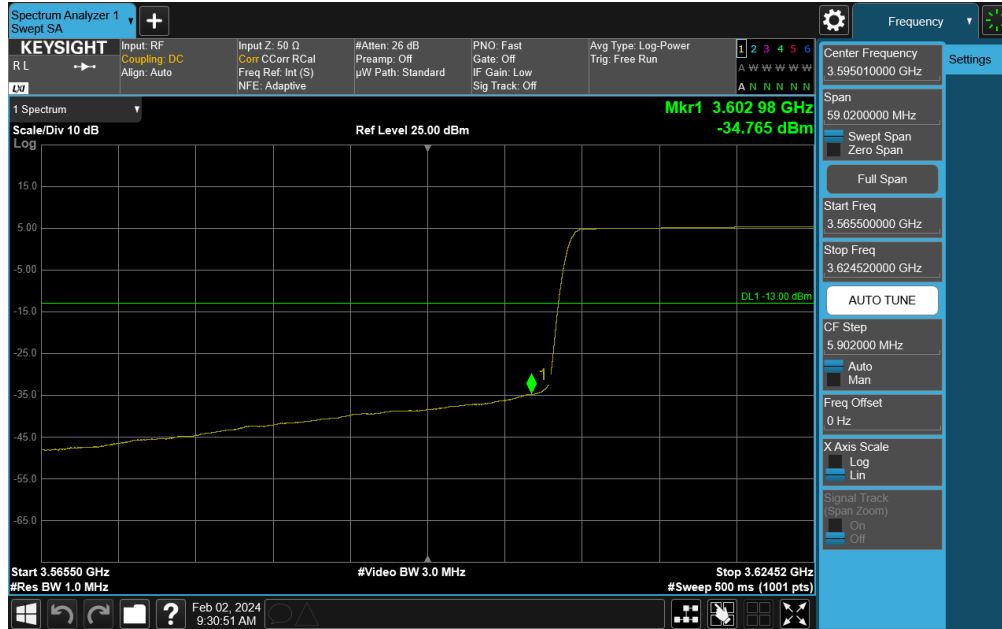 Spectrum Analyzer 1
Swept SA
Frequency
KEYSIGHT
R L
LXI
Input: RF
Coupling: DC
Align: Auto
Input Z: 50 Ω
Corr CCorr RCal
Freq Ref: Int (S)
NFE: Adaptive
#Atten: 26 dB
Preamp: Off
µW Path: Standard
PNO: Fast
Gate: Off
IF Gain: Low
Sig Track: Off
Avg Type: Log-Power
Trig: Free Run
1 2 3 4 5 6
A W W W W W
A N N N N N
1 Spectrum
Scale/Div 10 dB
Log
Ref Level 25.00 dBm
Mkr1 3.602 98 GHz
-34.765 dBm
15.0
5.00
-5.00
-15.0
-25.0
-35.0
-45.0
-55.0
-65.0
DL1 -13.00 dBm
1
Start 3.56550 GHz
#Res BW 1.0 MHz
#Video BW 3.0 MHz
Stop 3.62452 GHz
#Sweep 500 ms (1001 pts)
?
Feb 02, 2024
9:30:51 AM
Center Frequency
3.595010000 GHz
Span
59.0200000 MHz
Swept Span
Zero Span
Full Span
Start Freq
3.565500000 GHz
Stop Freq
3.624520000 GHz
AUTO TUNE
CF Step
5.902000 MHz
Auto
Man
Freq Offset
0 Hz
X Axis Scale
Log
Lin
Signal Track
(Span Zoom)
On
Off
Settings